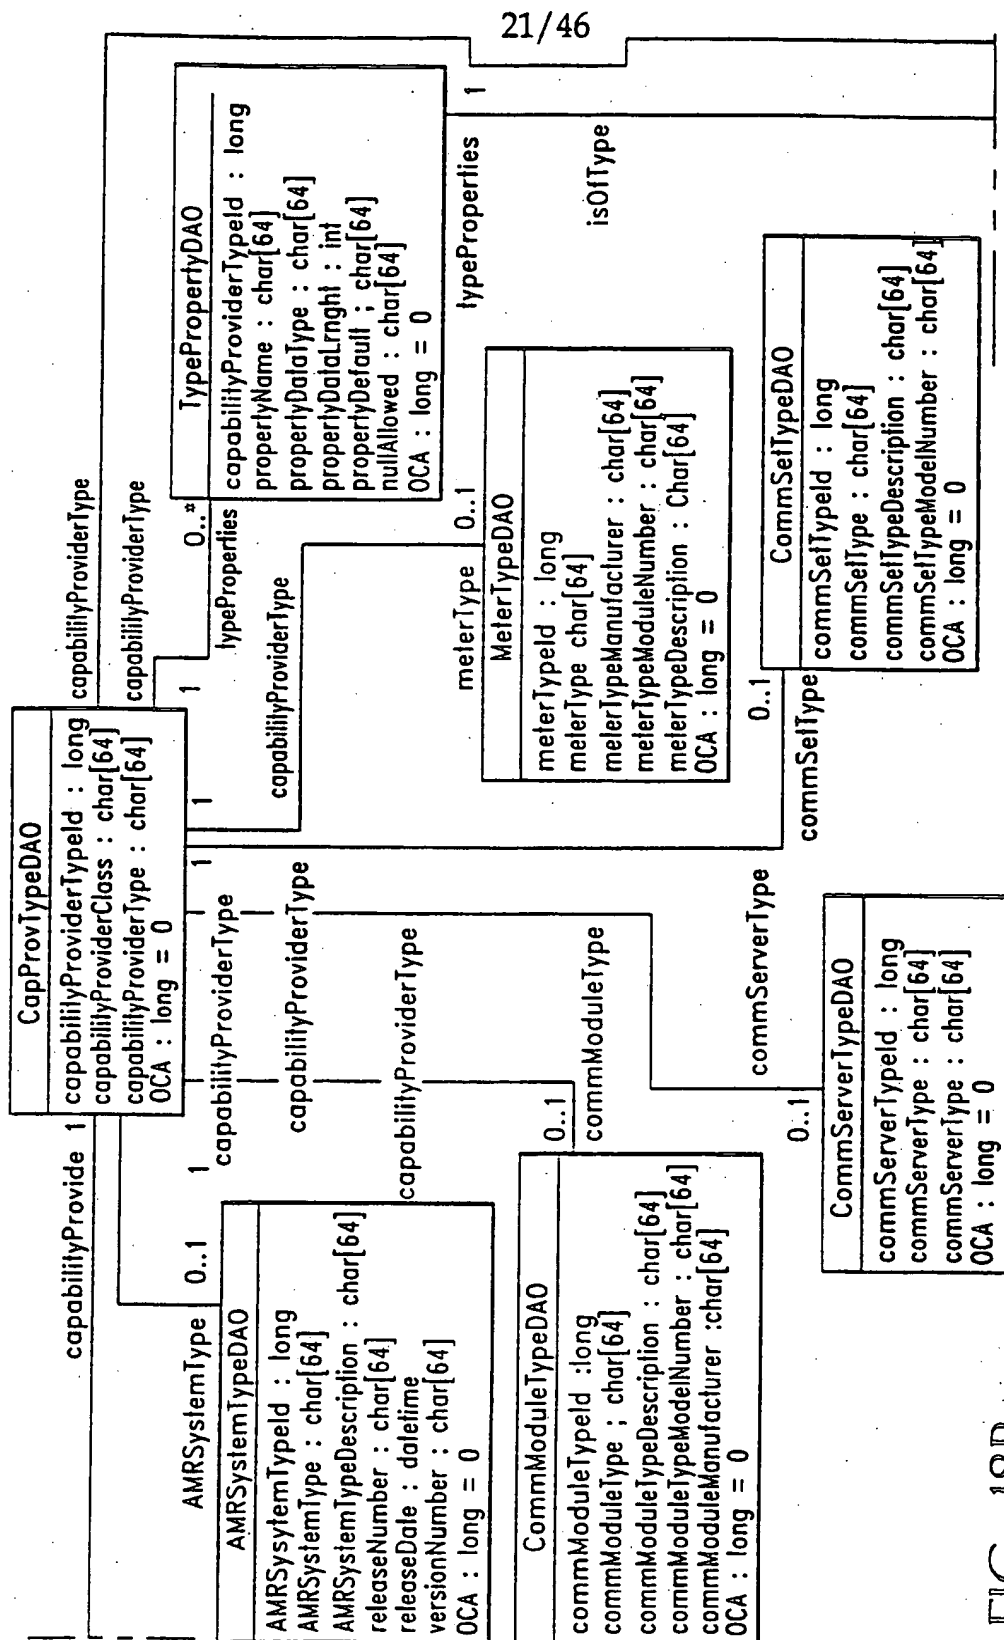 21/46
CapProvTypeDAO
capabilityProviderTypeId : long
capabilityProviderClass : char[64]
capabilityProviderType : char[64]
OCA : long = 0
capabilityProvide 1
capabilityProviderType
capabilityProviderType
1
0..*
typeProperties
TypePropertyDAO
capabilityProviderTypeId : long
propertyName : char[64]
propertyDataType : char[64]
propertyDataLrnght : int
propertyDefault ; char[64]
nullAllowed : char[64]
OCA : long = 0
1
typeProperties
isOfType
1
capabilityProviderType
0..1
meterType
MeterTypeDAO
meterTypeId : long
meterType char[64]
meterTypeManufacturer : char[64]
meterTypeModuleNumber : char[64]
meterTypeDescription : Char[64]
OCA : long = 0
1
capabilityProviderType
capabilityProviderType
capabilityProviderType
1
AMRSystemType 0..1
AMRSystemTypeDAO
AMRSysytemTypeId : long
AMRSystemType : char[64]
AMRSystemTypeDescription : char[64]
releaseNumber : char[64]
releaseDate : datetime
versionNumber : char[64]
OCA : long = 0
0..1
commModuleType
CommModuleTypeDAO
commModuleTypeId :long
commModuleType ; char[64]
commModuleTypeDescription : char[64]
commModuleTypeModelNumber : char[64]
commModuleManufacturer :char[64]
OCA : long = 0
commServerType
0..1
CommServerTypeDAO
commServerTypeId : long
commServerType : char[64]
commServerType : char[64]
OCA : long = 0
0..1
commSetType
CommSetTypeDAO
commSetTypeId : long
commSetType : char[64]
commSetTypeDescription : char[64]
commSetTypeModelNumber : char[64]
OCA : long = 0
FIG. 18B